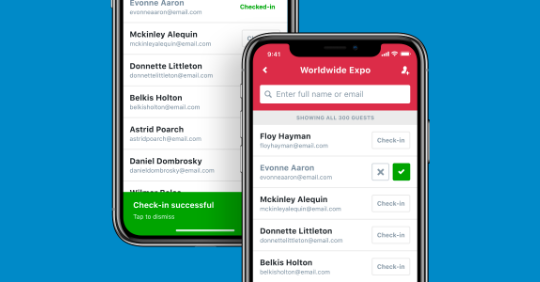 Evonne Aaron
evonneaaron@email.com
Checked-in
Mckinley Alequin
mckinleyalequin@email.com
Donnette Littleton
donnettelittleton@email.com
Belkis Holton
belkisholton@email.com
Astrid Poarch
astridpoarch@email.com
Daniel Dombrosky
danieldombrosky@email.com
Check-in successful
Tap to dismiss
9:41
Worldwide Expo
Enter full name or email
SHOWING ALL 300 GUESTS
Floy Hayman
floyhayman@email.com
Check-in
Evonne Aaron
evonneaaron@email.com
Mckinley Alequin
mckinleyalequin@email.com
Check-in
Donnette Littleton
donnettelittleton@email.com
Check-in
Belkis Holton
belkisholton@email.com
Check-in